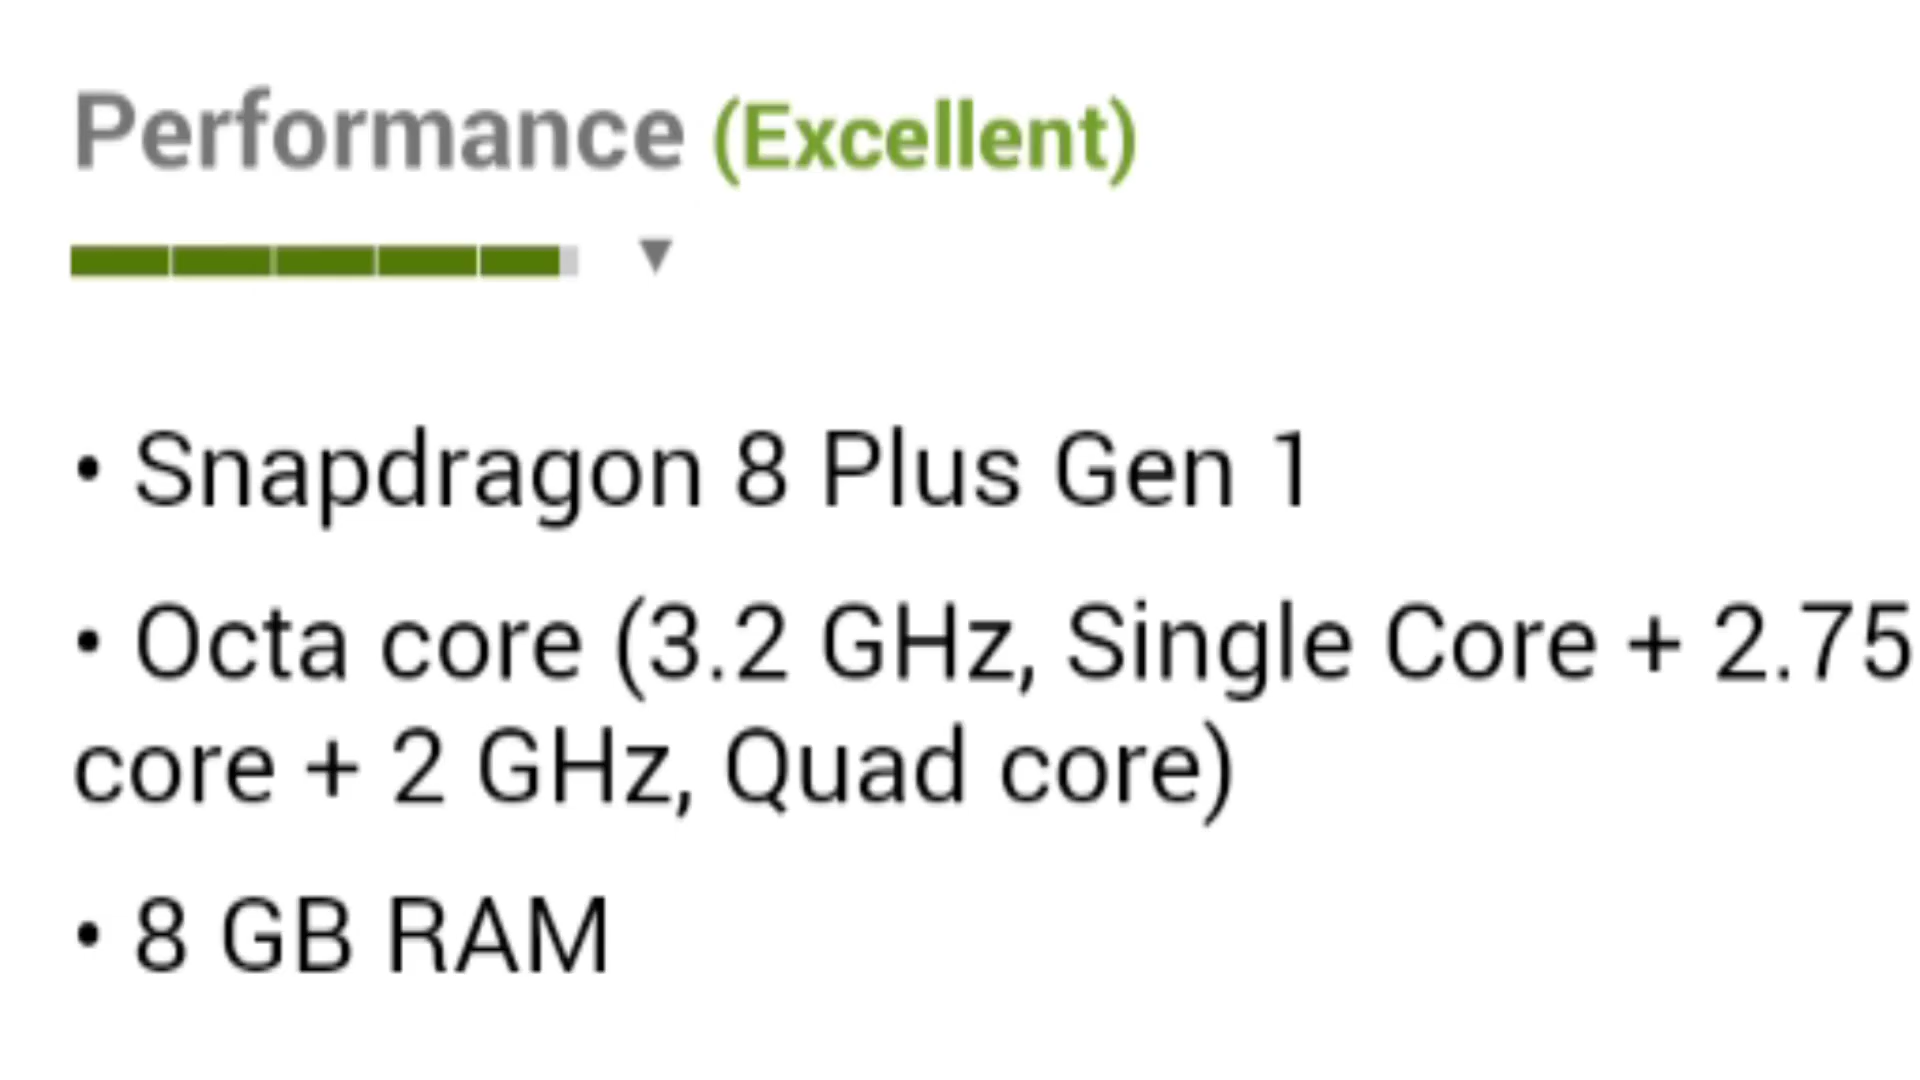 Performance (Excellent)
• Snapdragon 8 Plus Gen 1
• Octa core (3.2 GHz, Single Core + 2.75
core + 2 GHz, Quad core)
• 8 GB RAM